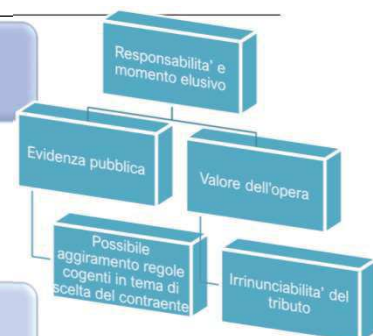 Responsabilita' e
momento elusivo
Evidenza pubblica
Valore dell'opera
Possibile
aggiramento regole
cogenti in tema di
scelta del contraente
Irrinunciabilita' del
tributo